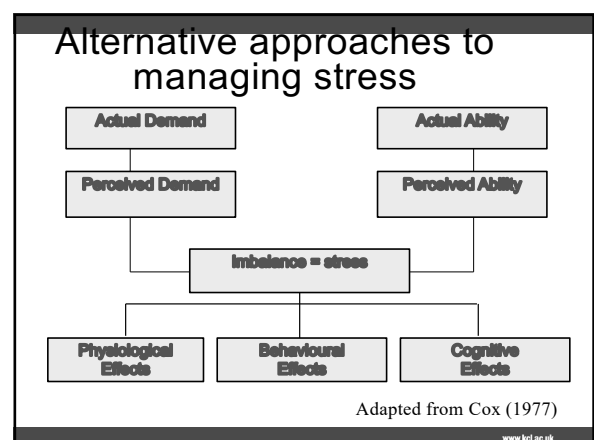 Alternative approaches to
managing stress
Actual Demand
Actual Ability
Perceived Demand
Perceived Ability
Imbalance = stress
Physiological
Effects
Behavioural
Effects
Cognitive
Effects
Adapted from Cox (1977)
www.kcl.ac.uk